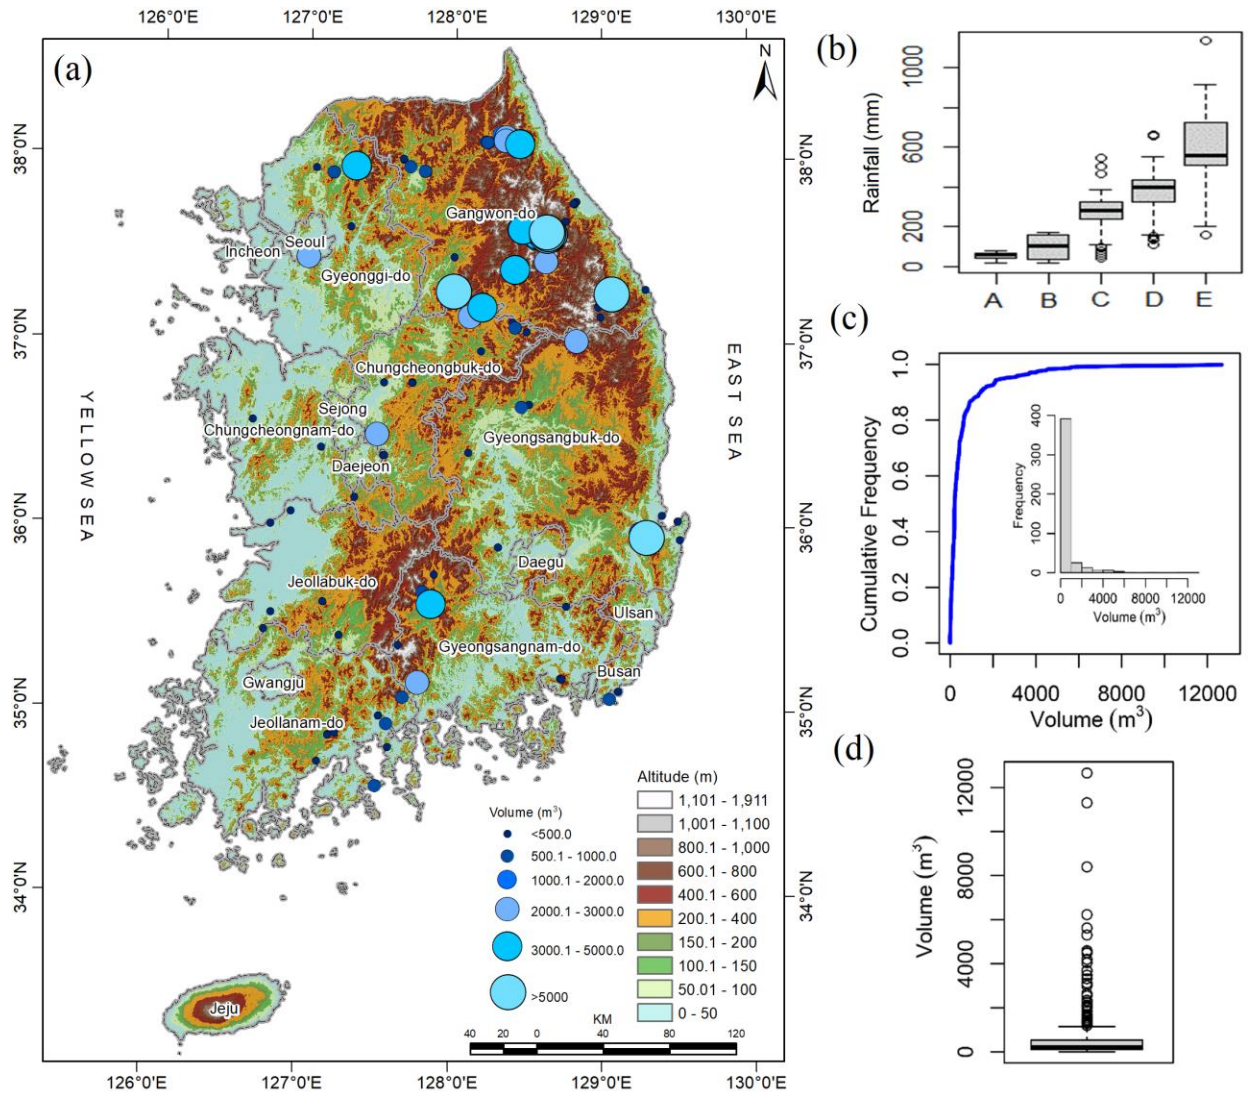 126°0'E 127°0'E 128°0'E 129°0'E 130°0'E
(a)
N
38°0'N
37°0'N
36°0'N
35°0'N
34°0'N
38°0'N
37°0'N
36°0'N
35°0'N
34°0'N
Gangwon-do
Seoul
Incheon
Gyeonggi-do
Chungcheongbuk-do
Sejong
Chungcheongnam-do
Gyeongsangbuk-do
Daejeon
Daegu
Jeollabuk-do
Ulsan
Gyeongsangnam-do
Busan
Gwangju
Jeollanam-do
Jeju
YELLOW SEA
EAST SEA
Volume (m³)
<500.0
500.1 - 1000.0
1000.1 - 2000.0
2000.1 - 3000.0
3000.1 - 5000.0
>5000
Altitude (m)
1,101 - 1,911
1,001 - 1,100
800.1 - 1,000
600.1 - 800
400.1 - 600
200.1 - 400
150.1 - 200
100.1 - 150
50.01 - 100
0 - 50
KM
40 20 0 40 80 120
126°0'E 127°0'E 128°0'E 129°0'E 130°0'E
(b)
Rainfall (mm)
1000
600
200
0
A B C D E
(c)
Cumulative Frequency
1.0
0.8
0.6
0.4
0.2
0.0
0 4000 8000 12000
Volume (m³)
Frequency
400
300
200
100
0
0 4000 8000 12000
Volume (m³)
(d)
Volume (m³)
12000
8000
4000
0